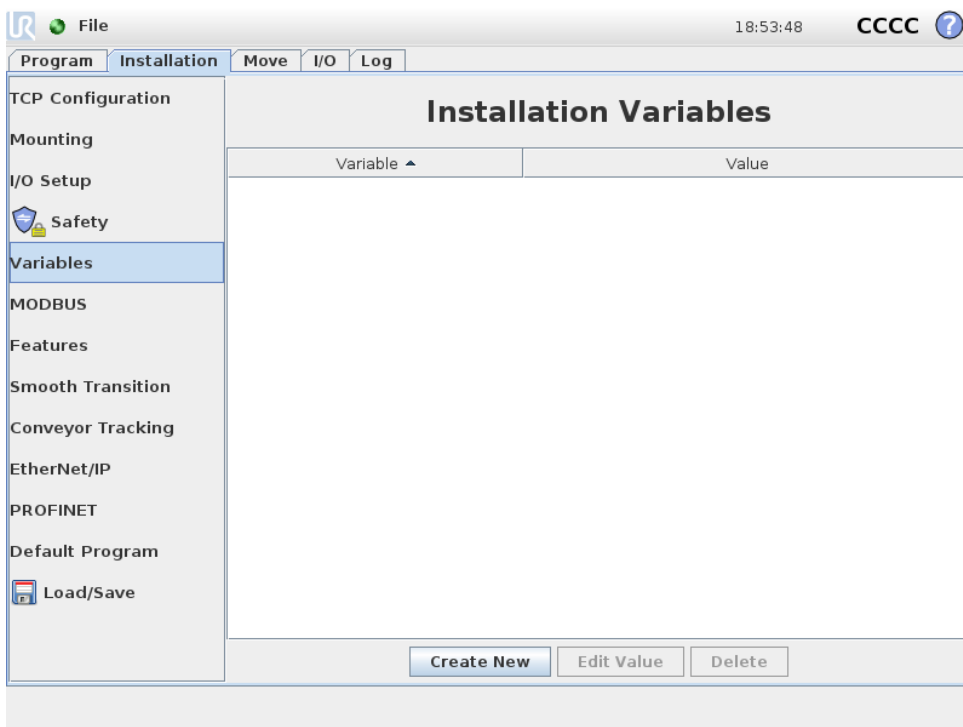 UR File 18:53:48 CCCC ?
Program Installation Move I/O Log
TCP Configuration
Installation Variables
Mounting
Variable Value
I/O Setup
Safety
Variables
MODBUS
Features
Smooth Transition
Conveyor Tracking
EtherNet/IP
PROFINET
Default Program
Load/Save
Create New Edit Value Delete